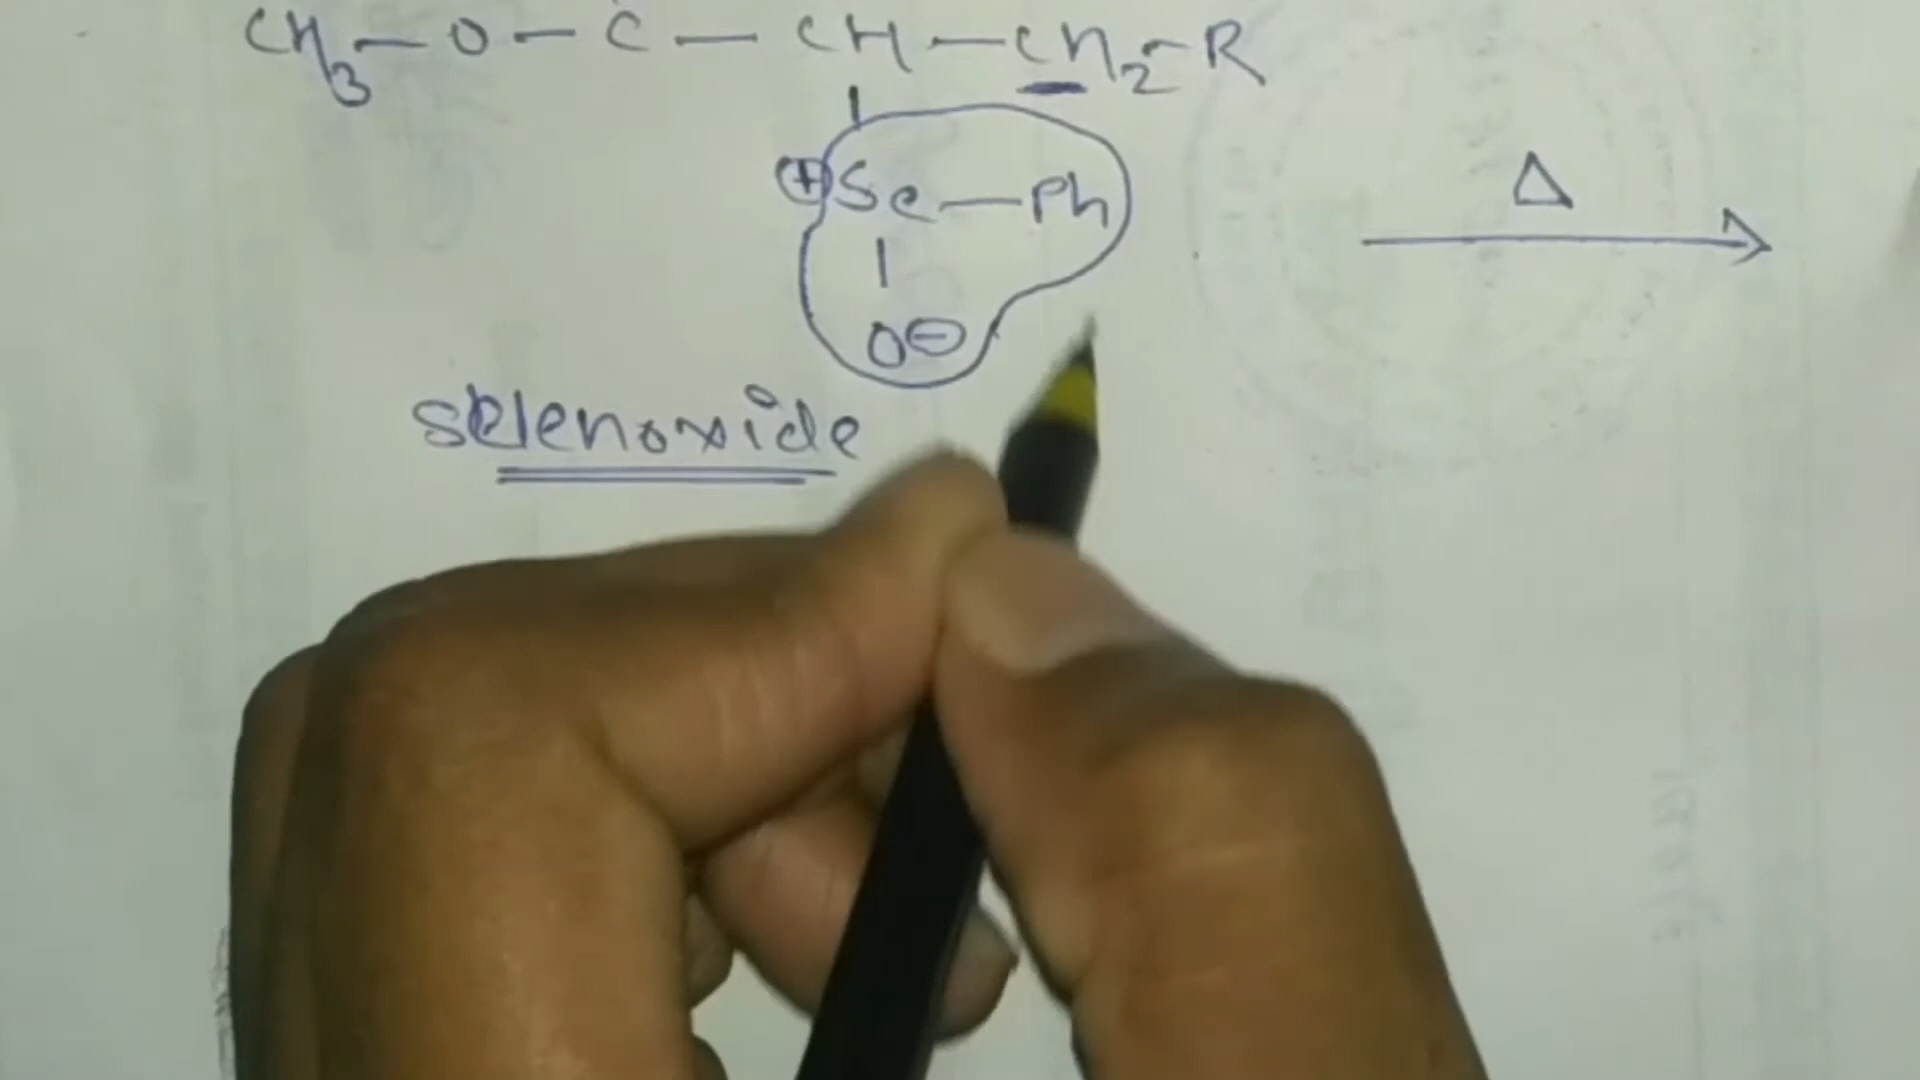 CH3-O-C-CH-CH2-R
⊕Se-Ph
Δ
O⊖
selenoxide